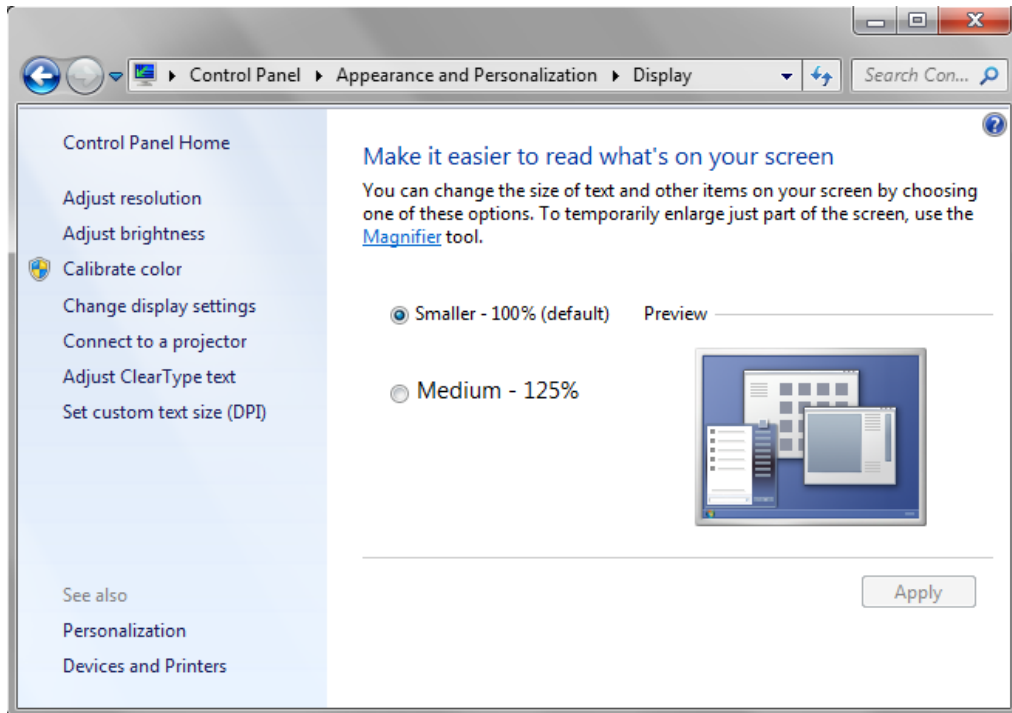 Control Panel Appearance and Personalization Display Search Con...
Control Panel Home
Adjust resolution
Adjust brightness
Calibrate color
Change display settings
Connect to a projector
Adjust ClearType text
Set custom text size (DPI)
See also
Personalization
Devices and Printers
Make it easier to read what's on your screen
You can change the size of text and other items on your screen by choosing
one of these options. To temporarily enlarge just part of the screen, use the
Magnifier tool.
Smaller - 100% (default) Preview
Medium - 125%
Apply